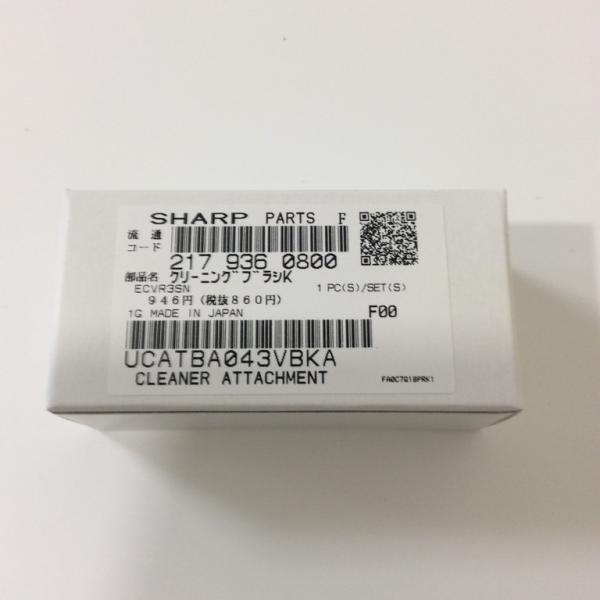 SHARP PARTS F
流通
コード
217 936 0800
部品名 クリーニングブラシK
ECVR3SN 1 PC(S)/SET(S)
946円(税抜860円)
1G MADE IN JAPAN F00
UCATBA043VBKA
CLEANER ATTACHMENT FA0C7Q18PRK1